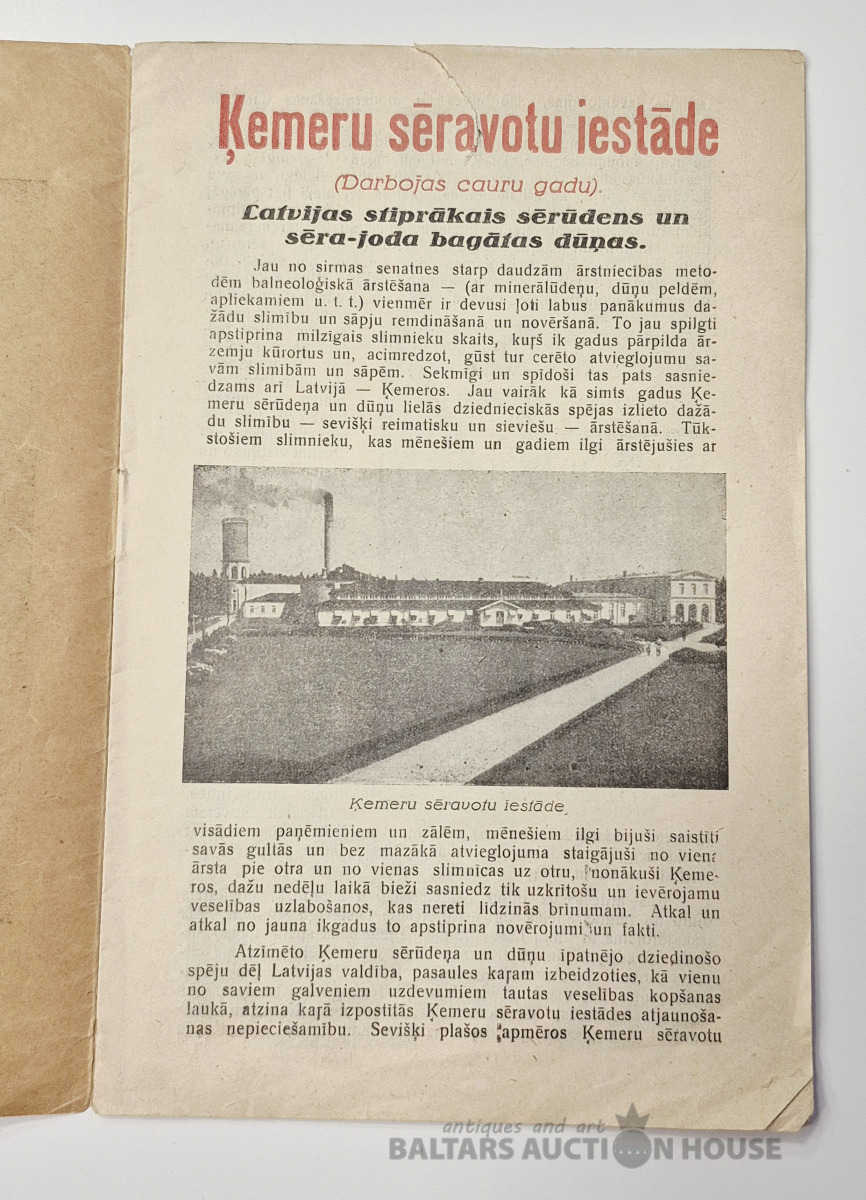 Ķemeru sēravotu iestāde
(Darbojas cauru gadu).
Latvijas stiprākais sērūdens un
sēra-joda bagātas dūņas.
Jau no sirmas senatnes starp daudzām ārstniecības meto-
dēm balneoloģiskā ārstēšana — (ar minerālūdeņu, dūņu peldēm,
apliekamiem u. t. t.) vienmēr ir devusi ļoti labus panākumus da-
žādu slimību un sāpju remdināšanā un novēršanā. To jau spilgti
apstiprina milzīgais slimnieku skaits, kuŗš ik gadus pārpilda ār-
zemju kūrortus un, acimredzot, gūst tur cerēto atvieglojumu sa-
vām slimībām un sāpēm. Sekmīgi un spīdoši tas pats sasnie-
dzams arī Latvijā — Ķemeros. Jau vairāk kā simts gadus Ķe-
meru sērūdeņa un dūņu lielās dziednieciskās spējas izlieto dažā-
du slimību — sevišķi reimatisku un sieviešu — ārstēšanā. Tūk-
stošiem slimnieku, kas mēnešiem un gadiem ilgi ārstējušies ar
Ķemeru sēravotu iestāde
visādiem paņēmieniem un zālēm, mēnešiem ilgi bijuši saistīti
savās gultās un bez mazākā atvieglojuma staigājuši no viena
ārsta pie otra un no vienas slimnīcas uz otru, nonākuši Ķeme-
ros, dažu nedēļu laikā bieži sasniedz tik uzkrītošu un ievērojamu
veselības uzlabošanos, kas nereti līdzinās brīnumam. Atkal un
atkal no jauna ikgadus to apstiprina novērojumi un fakti.
Atzīmēto Ķemeru sērūdeņa un dūņu īpatnējo dziedinošo
spēju dēļ Latvijas valdība, pasaules kaŗam izbeidzoties, kā vienu
no saviem galveniem uzdevumiem tautas veselības kopšanas
laukā, atzina kaŗā izpostītās Ķemeru sēravotu iestādes atjaunoša-
nas nepieciešamību. Sevišķi plašos apmēros Ķemeru sēravotu
antiques and art
BALTARS AUCTION HOUSE